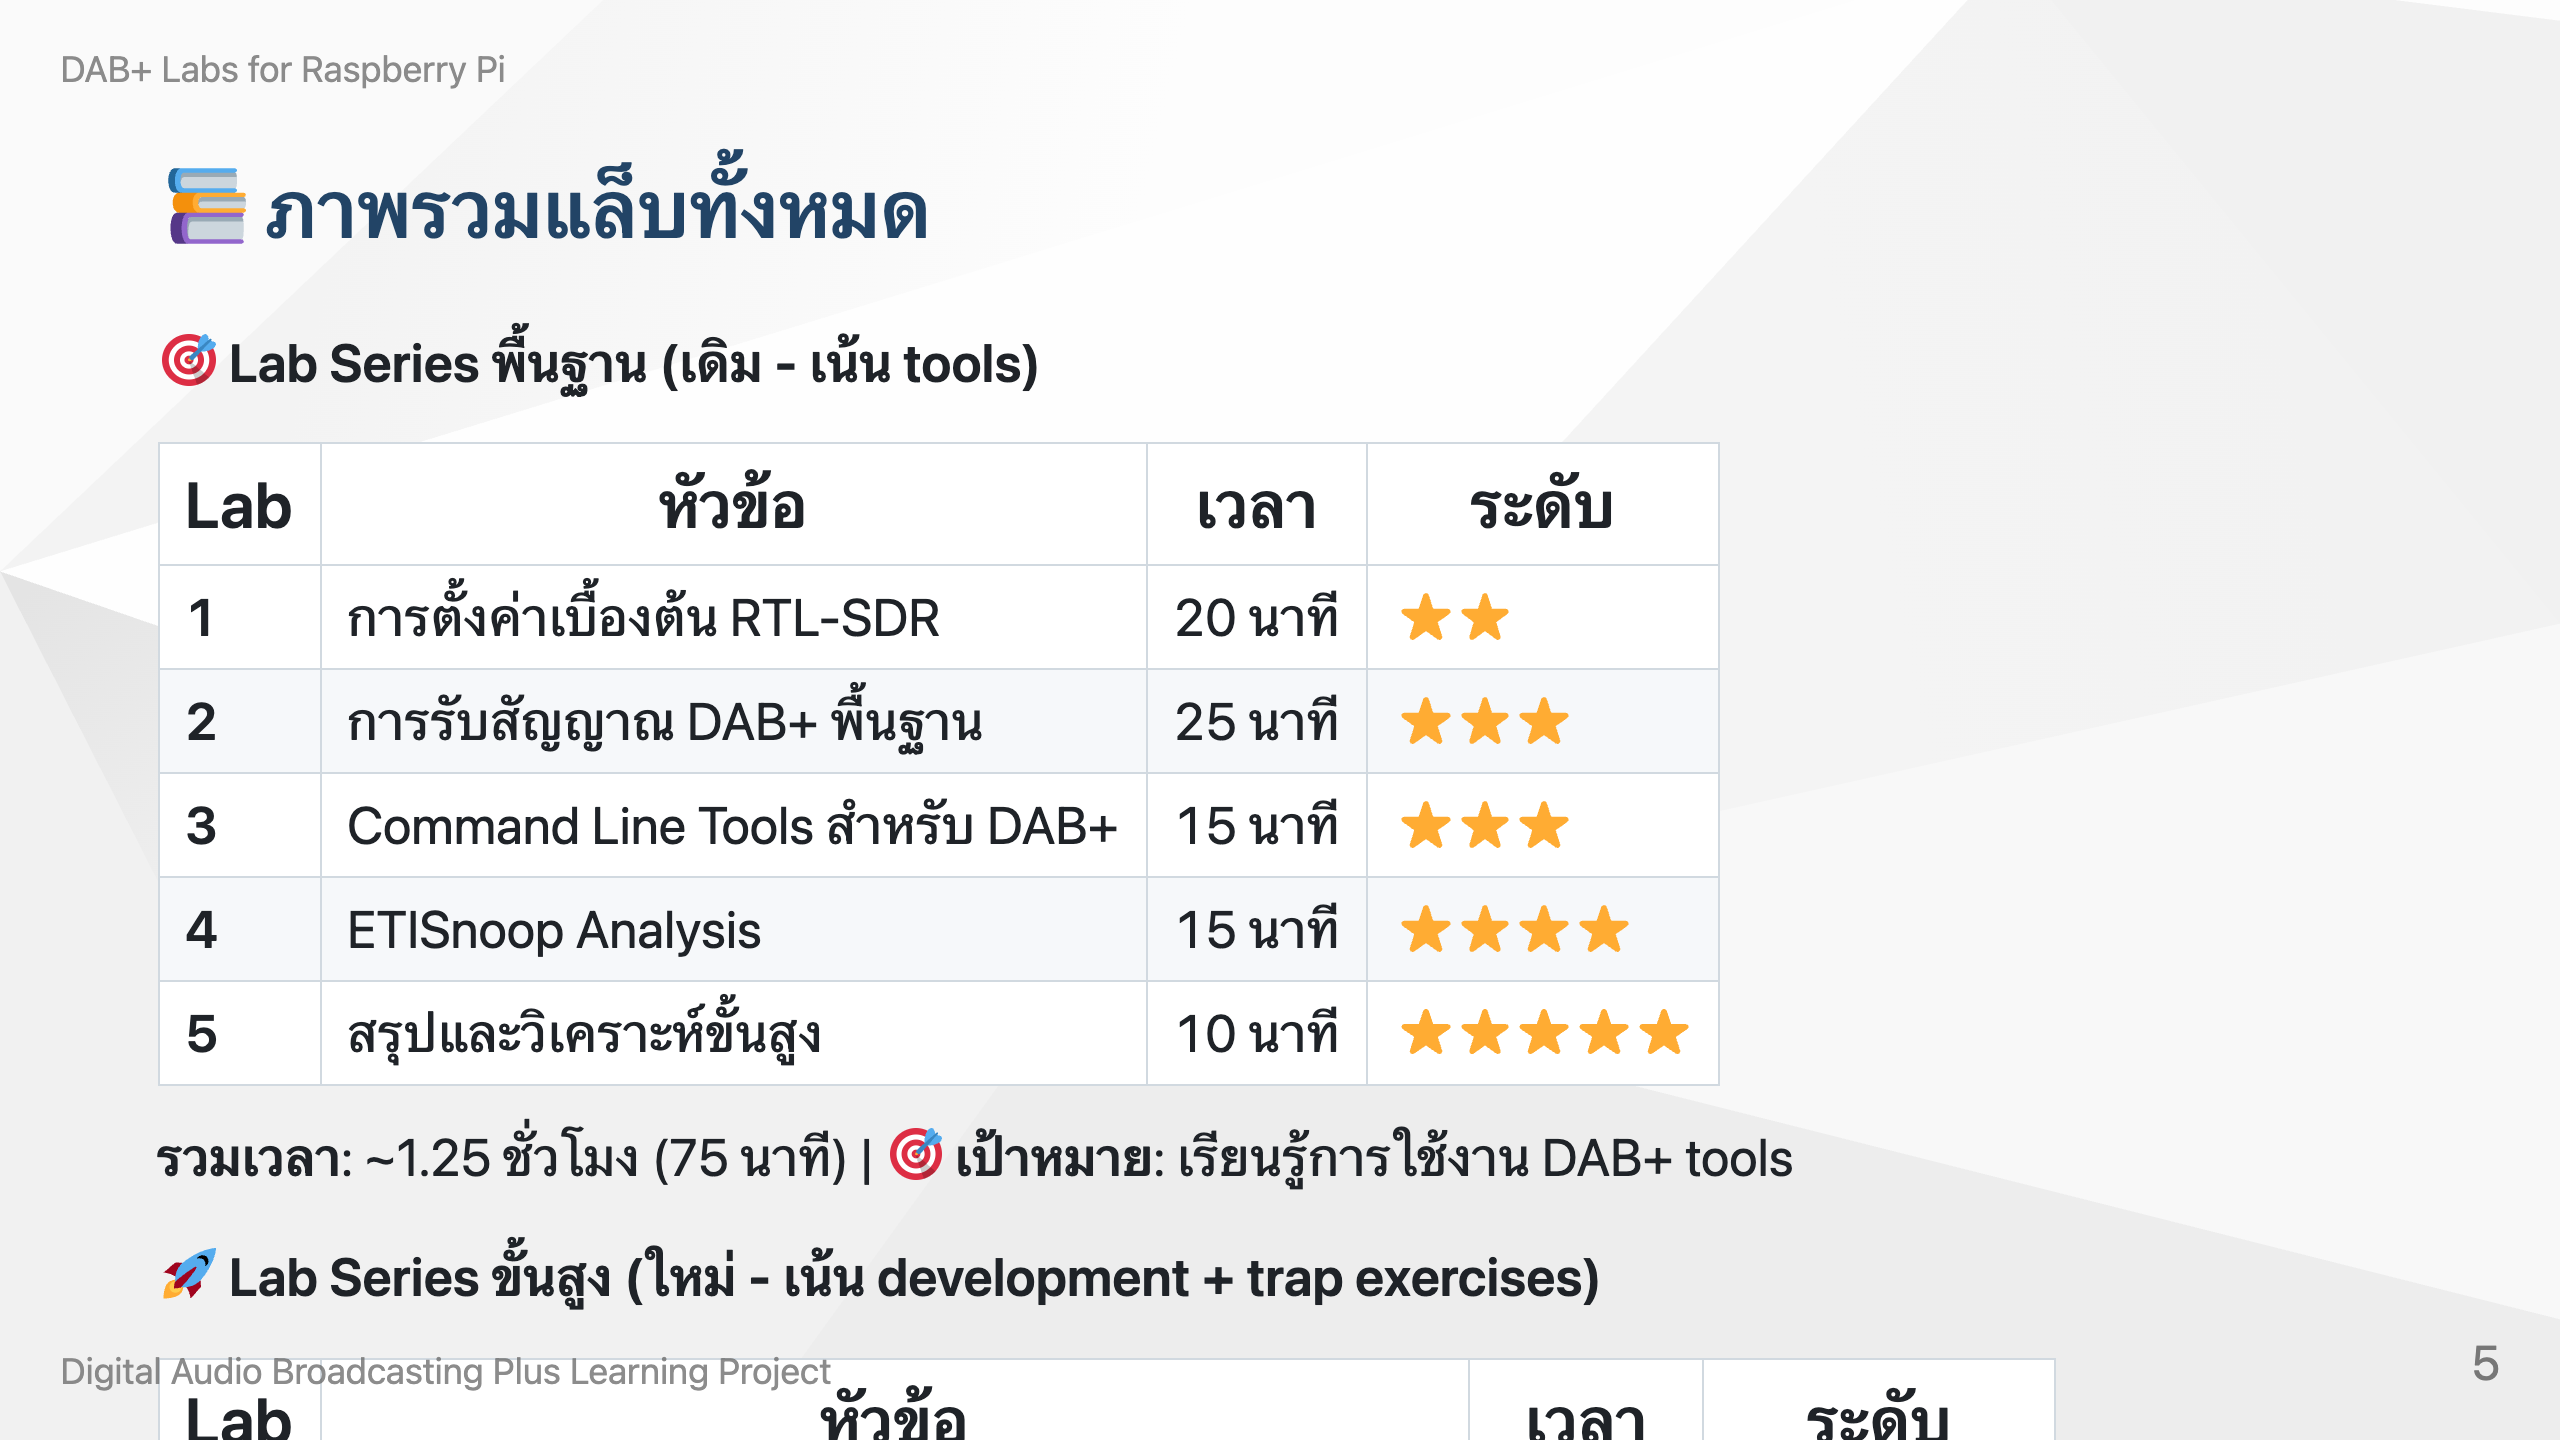 DAB+ Labs for Raspberry Pi
📚 ภาพรวมแล็บทั้งหมด
🎯 Lab Series พื้นฐาน (เดิม - เน้น tools)
Lab หัวข้อ เวลา ระดับ
1 การตั้งค่าเบื้องต้น RTL-SDR 20 นาที ⭐⭐
2 การรับสัญญาณ DAB+ พื้นฐาน 25 นาที ⭐⭐⭐
3 Command Line Tools สำหรับ DAB+ 15 นาที ⭐⭐⭐
4 ETISnoop Analysis 15 นาที ⭐⭐⭐⭐
5 สรุปและวิเคราะห์ขั้นสูง 10 นาที ⭐⭐⭐⭐⭐
รวมเวลา: ~1.25 ชั่วโมง (75 นาที) | 🎯 เป้าหมาย: เรียนรู้การใช้งาน DAB+ tools
🚀 Lab Series ขั้นสูง (ใหม่ - เน้น development + trap exercises)
Digital Audio Broadcasting Plus Learning Project
5
Lab หัวข้อ เวลา ระดับ